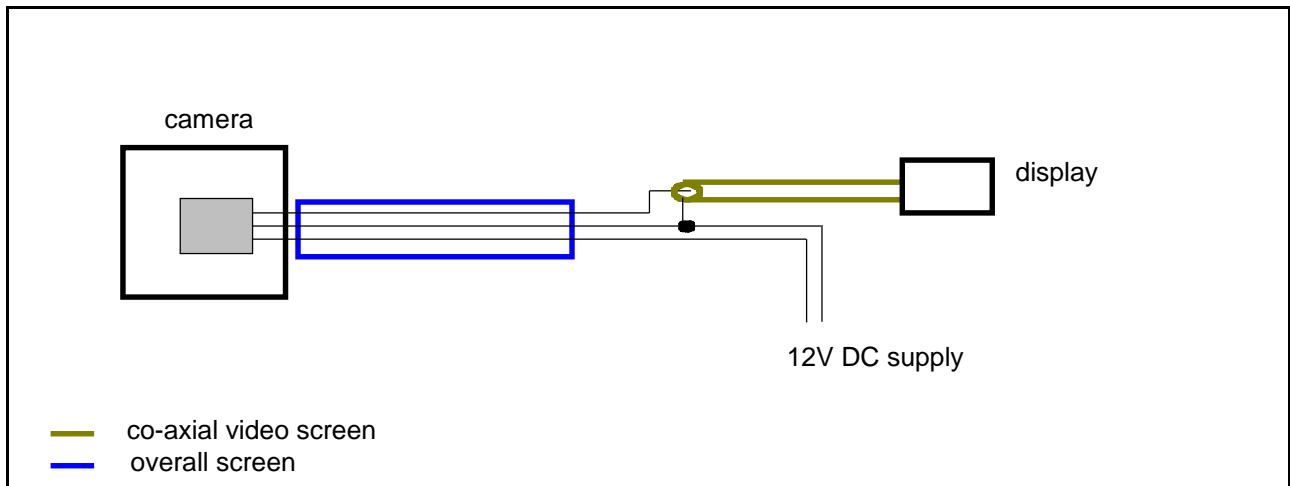 camera
display
12V DC supply
co-axial video screen
overall screen